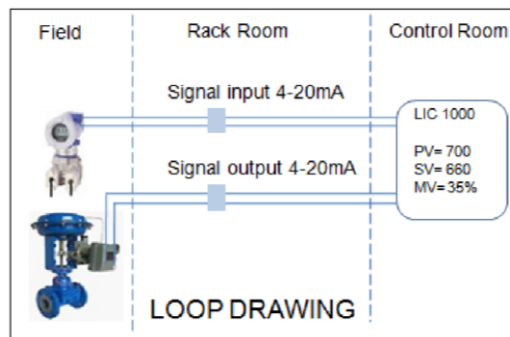 Field
Rack Room
Control Room
Signal input 4-20mA
LIC 1000
PV= 700
SV= 660
MV= 35%
Signal output 4-20mA
LOOP DRAWING